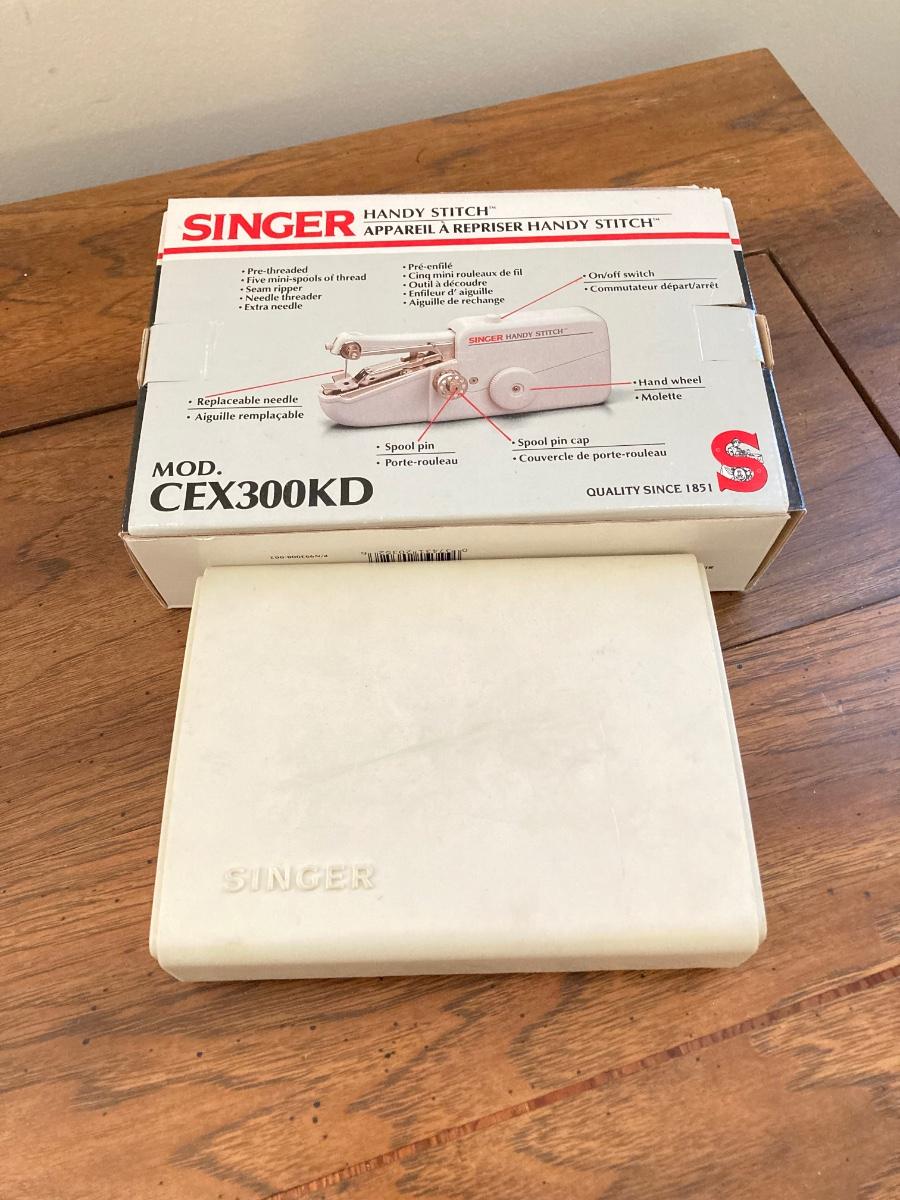 SINGER HANDY STITCH™
APPAREIL À REPRISER HANDY STITCH™
• Pre-threaded
• Five mini-spools of thread
• Seam ripper
• Needle threader
• Extra needle
• Pré-enfilé
• Cinq mini rouleaux de fil
• Outil à découdre
• Enfileur d' aiguille
• Aiguille de rechange
• On/off switch
• Commutateur départ/arrêt
SINGER HANDY STITCH™
• Replaceable needle
• Aiguille remplaçable
• Hand wheel
• Molette
• Spool pin
• Porte-rouleau
• Spool pin cap
• Couvercle de porte-rouleau
MOD.
CEX300KD
QUALITY SINCE 1851
S
SINGER